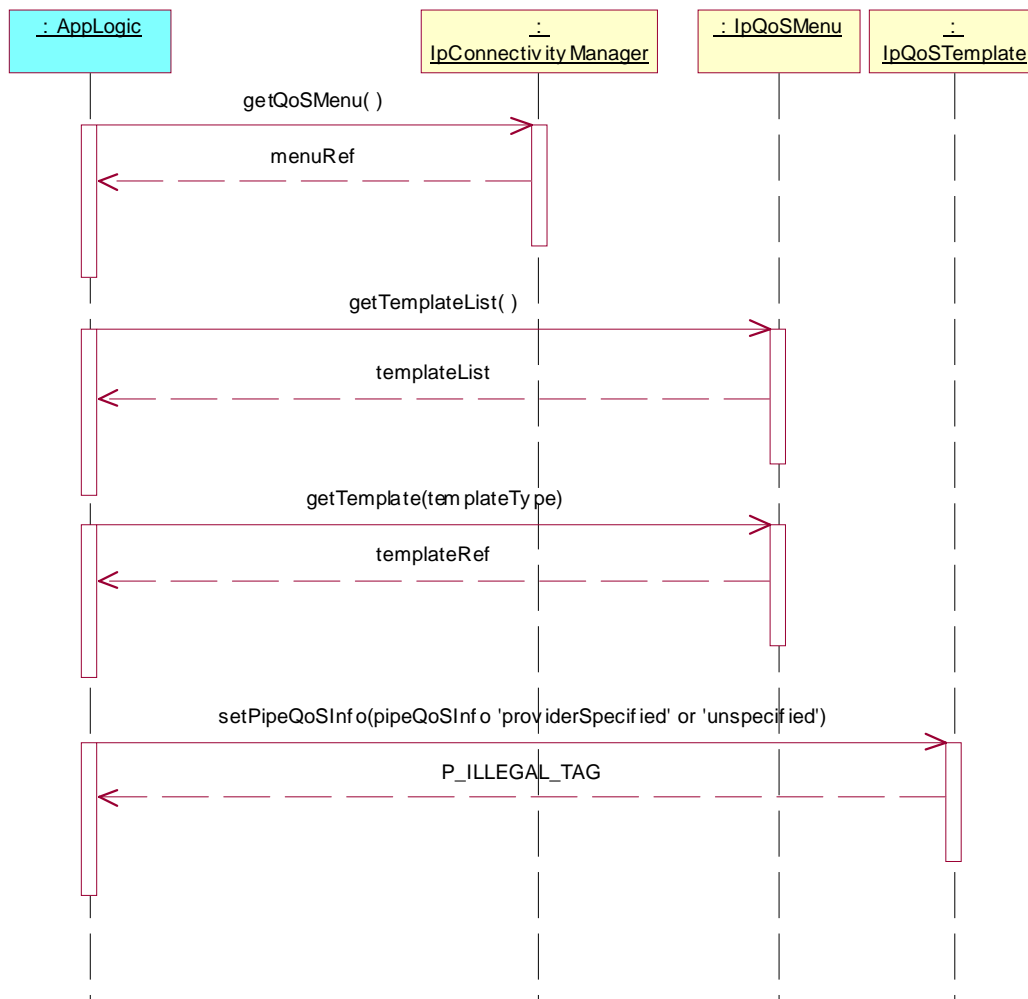 : AppLogic
:
IpConnectivityManager
: IpQoSMenu
:
IpQoSTemplate
getQoSMenu( )
menuRef
getTemplateList( )
templateList
getTemplate(templateType)
templateRef
setPipeQoSInfo(pipeQoSInfo 'providerSpecified' or 'unspecified')
P_ILLEGAL_TAG